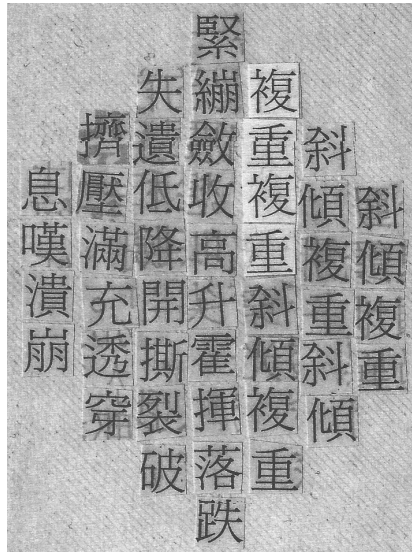 斜傾複重
斜傾複重斜傾
複重複重斜傾複重
緊繃斂收高升霍揮落跌
失遺低降開撕裂破
擠壓滿充透穿
息嘆潰崩